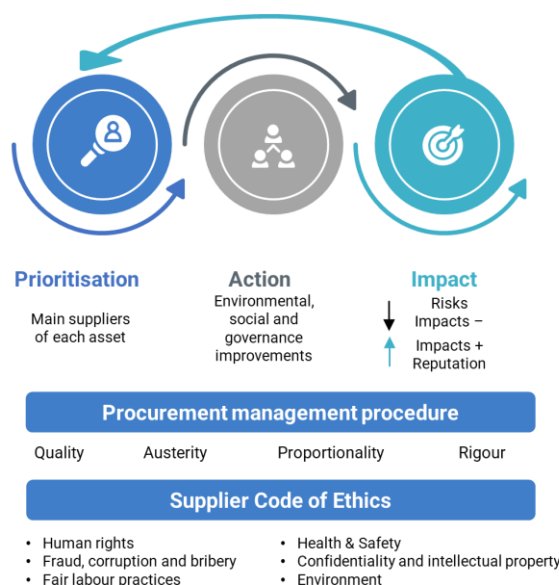 Prioritisation
Main suppliers
of each asset
Action
Environmental,
social and
governance
improvements
Impact
Risks
Impacts –
Impacts +
Reputation
Procurement management procedure
Quality Austerity Proportionality Rigour
Supplier Code of Ethics
• Human rights
• Fraud, corruption and bribery
• Fair labour practices
• Health & Safety
• Confidentiality and intellectual property
• Environment